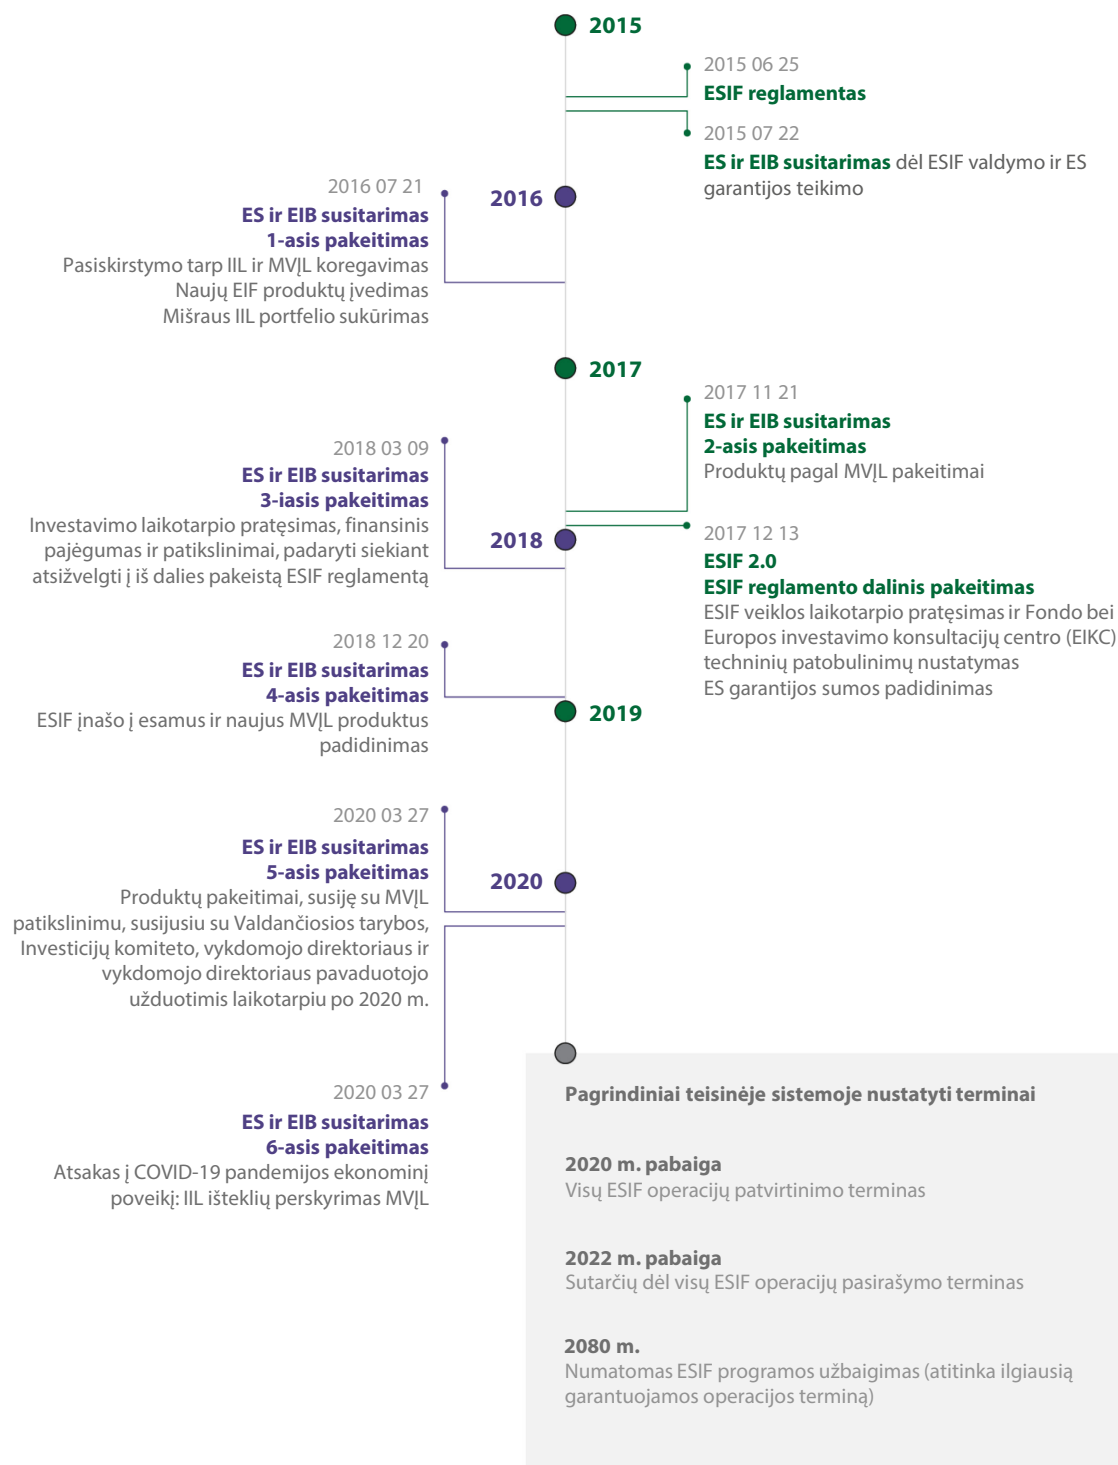 2015
2015 06 25
ESIF reglamentas
2015 07 22
ES ir EIB susitarimas dėl ESIF valdymo ir ES
garantijos teikimo
2016
2016 07 21
ES ir EIB susitarimas
1-asis pakeitimas
Pasiskirstymo tarp IIL ir MVĮL koregavimas
Naujų EIF produktų įvedimas
Mišraus IIL portfelio sukūrimas
2017
2017 11 21
ES ir EIB susitarimas
2-asis pakeitimas
Produktų pagal MVĮL pakeitimai
2017 12 13
ESIF 2.0
ESIF reglamento dalinis pakeitimas
ESIF veiklos laikotarpio pratęsimas ir Fondo bei
Europos investavimo konsultacijų centro (EIKC)
techninių patobulinimų nustatymas
ES garantijos sumos padidinimas
2018
2018 03 09
ES ir EIB susitarimas
3-iasis pakeitimas
Investavimo laikotarpio pratęsimas, finansinis
pajėgumas ir patikslinimai, padaryti siekiant
atsižvelgti į iš dalies pakeistą ESIF reglamentą
2018 12 20
ES ir EIB susitarimas
4-asis pakeitimas
ESIF įnašo į esamus ir naujus MVĮL produktus
padidinimas
2019
2020
2020 03 27
ES ir EIB susitarimas
5-asis pakeitimas
Produktų pakeitimai, susiję su MVĮL
patikslinimu, susijusiu su Valdančiosios tarybos,
Investicijų komiteto, vykdomojo direktoriaus ir
vykdomojo direktoriaus pavaduotojo
užduotimis laikotarpiu po 2020 m.
2020 03 27
ES ir EIB susitarimas
6-asis pakeitimas
Atsakas į COVID-19 pandemijos ekonominį
poveikį: IIL išteklių perskyrimas MVĮL
Pagrindiniai teisinėje sistemoje nustatyti terminai
2020 m. pabaiga
Visų ESIF operacijų patvirtinimo terminas
2022 m. pabaiga
Sutarčių dėl visų ESIF operacijų pasirašymo terminas
2080 m.
Numatomas ESIF programos užbaigimas (atitinka ilgiausią
garantuojamos operacijos terminą)